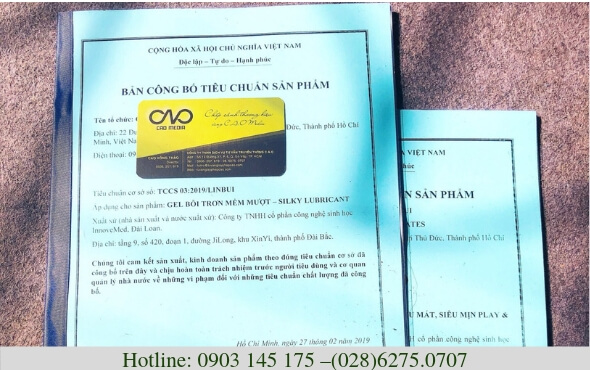 CỘNG HÒA XÃ HỘI CHỦ NGHĨA VIỆT NAM
Độc lập – Tự do – Hạnh phúc
BẢN CÔNG BỐ TIÊU CHUẨN SẢN PHẨM
Tên tổ chức:
Địa chỉ: 22
Đức, Thành phố Hồ Chí
Minh, Việt Nam
Điện thoại: 09
CAO MEDIA
Chắp cánh thương hiệu
cùng CAO Media
Tiêu chuẩn cơ sở số: TCCS 03:2019/LINBUI
Áp dụng cho sản phẩm: GEL BÔI TRƠN MỀM MƯỢT – SILKY LUBRICANT
Xuất xứ (nhà sản xuất và nước xuất xứ): Công ty TNHH cổ phần công nghệ sinh học
InnoveMed, Đài Loan.
Địa chỉ: tầng 9, số 420, đoạn 1, đường JiLong, khu XinYi, thành phố Đài Bắc.
Chúng tôi cam kết sản xuất, kinh doanh sản phẩm theo đúng tiêu chuẩn cơ sở đã
công bố trên đây và chịu hoàn toàn trách nhiệm trước người tiêu dùng và cơ quan
quản lý nhà nước về những vi phạm đối với những tiêu chuẩn chất lượng đã công
bố.
Hồ Chí Minh, ngày 27 tháng 02 năm 2019
VIỆT NAM
N SẢN PHẨM
UI
ATES
Thủ Đức, Thành phố Hồ Chí
U MÁT, SIÊU MỊN PLAY &
H cổ phần công nghệ sinh
Hotline: 0903 145 175 –(028)6275.0707